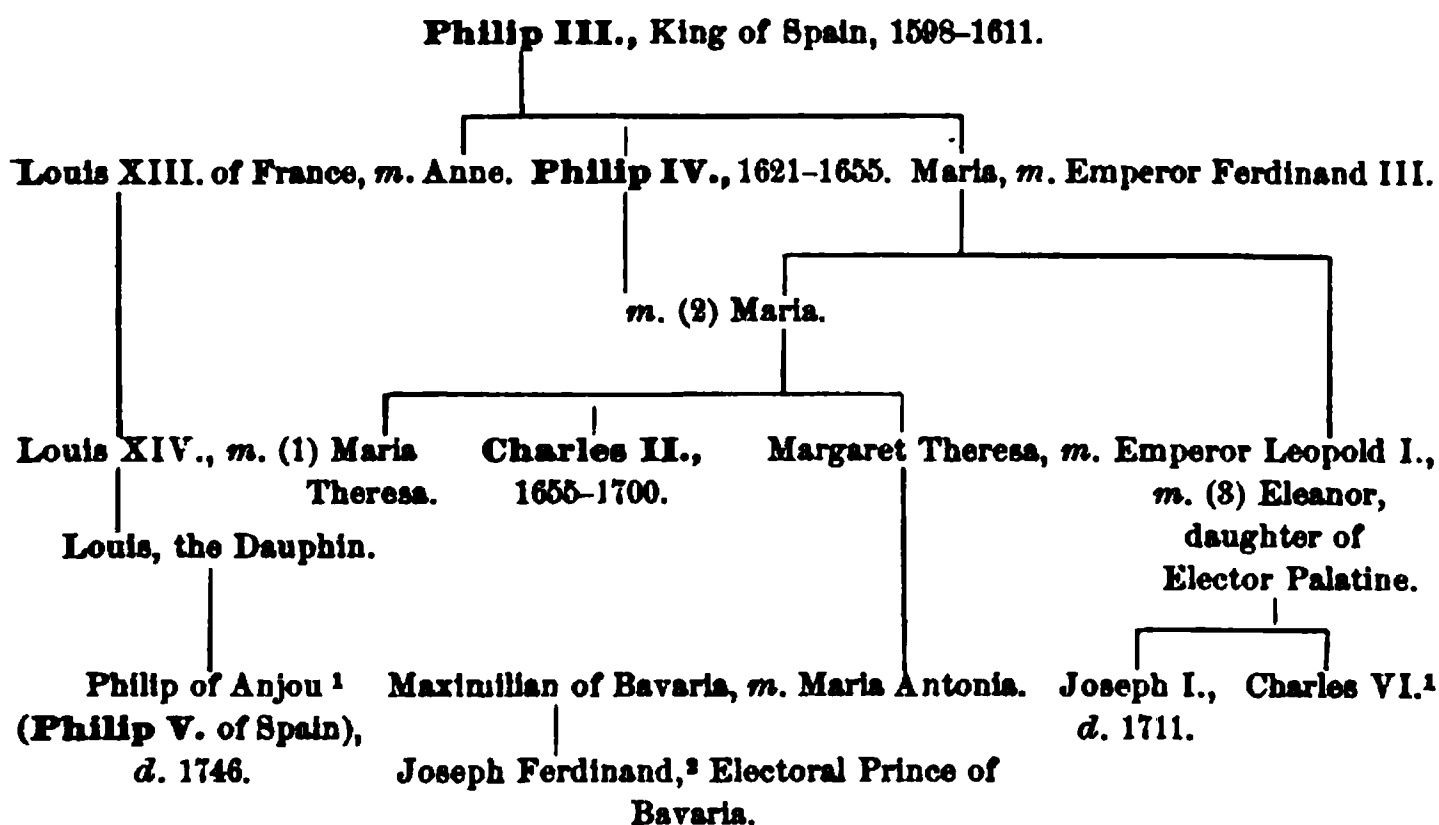 Philip III., King of Spain, 1598–1611.
Louis XIII. of France, m. Anne. Philip IV., 1621–1655. Maria, m. Emperor Ferdinand III.
m. (2) Maria.
Louis XIV., m. (1) Maria Charles II., Margaret Theresa, m. Emperor Leopold I.,
Theresa. 1655–1700. m. (3) Eleanor,
Louis, the Dauphin. daughter of
Elector Palatine.
Philip of Anjou ¹ Maximilian of Bavaria, m. Maria Antonia. Joseph I., Charles VI.¹
(Philip V. of Spain), d. 1711.
d. 1746. Joseph Ferdinand,² Electoral Prince of
Bavaria.